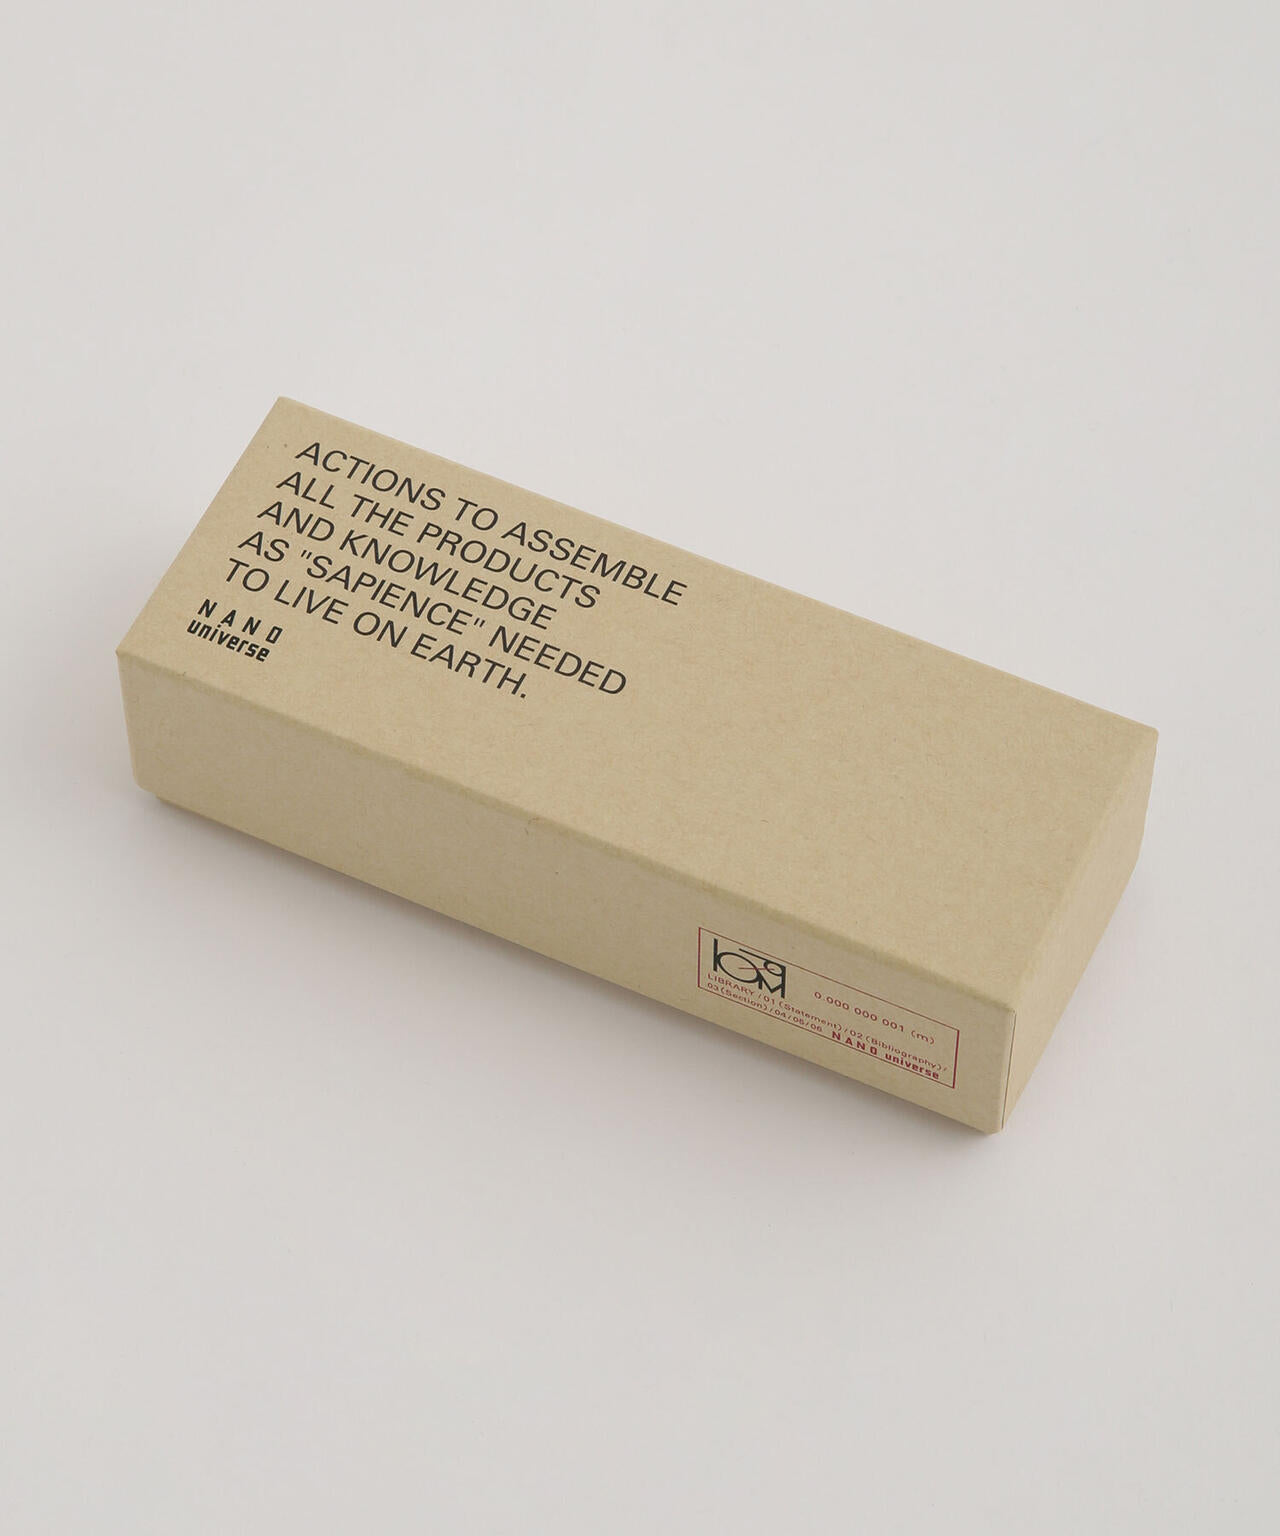 ACTIONS TO ASSEMBLE
ALL THE PRODUCTS
AND KNOWLEDGE
AS "SAPIENCE" NEEDED
TO LIVE ON EARTH.
NANO
universe
0.000 000 001 (m)
LIBRARY /01 (Statement) /02 (Bibliography) /
03 (Section) /04/05/06 NANO universe